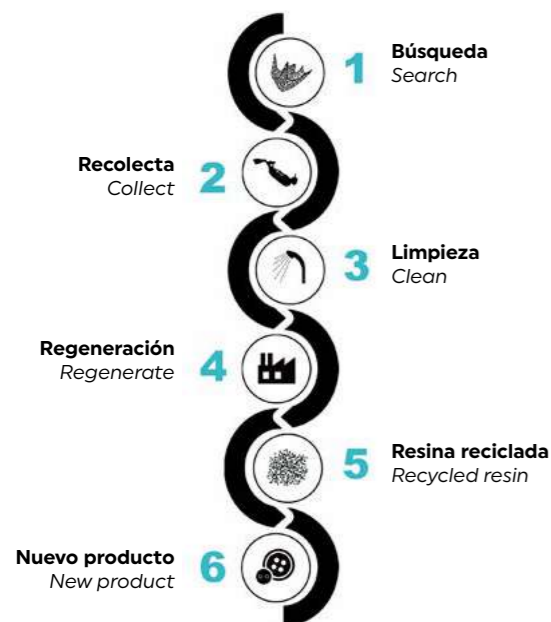 1
Búsqueda
Search
Recolecta
Collect
2
3
Limpieza
Clean
Regeneración
Regenerate
4
5
Resina reciclada
Recycled resin
Nuevo producto
New product
6